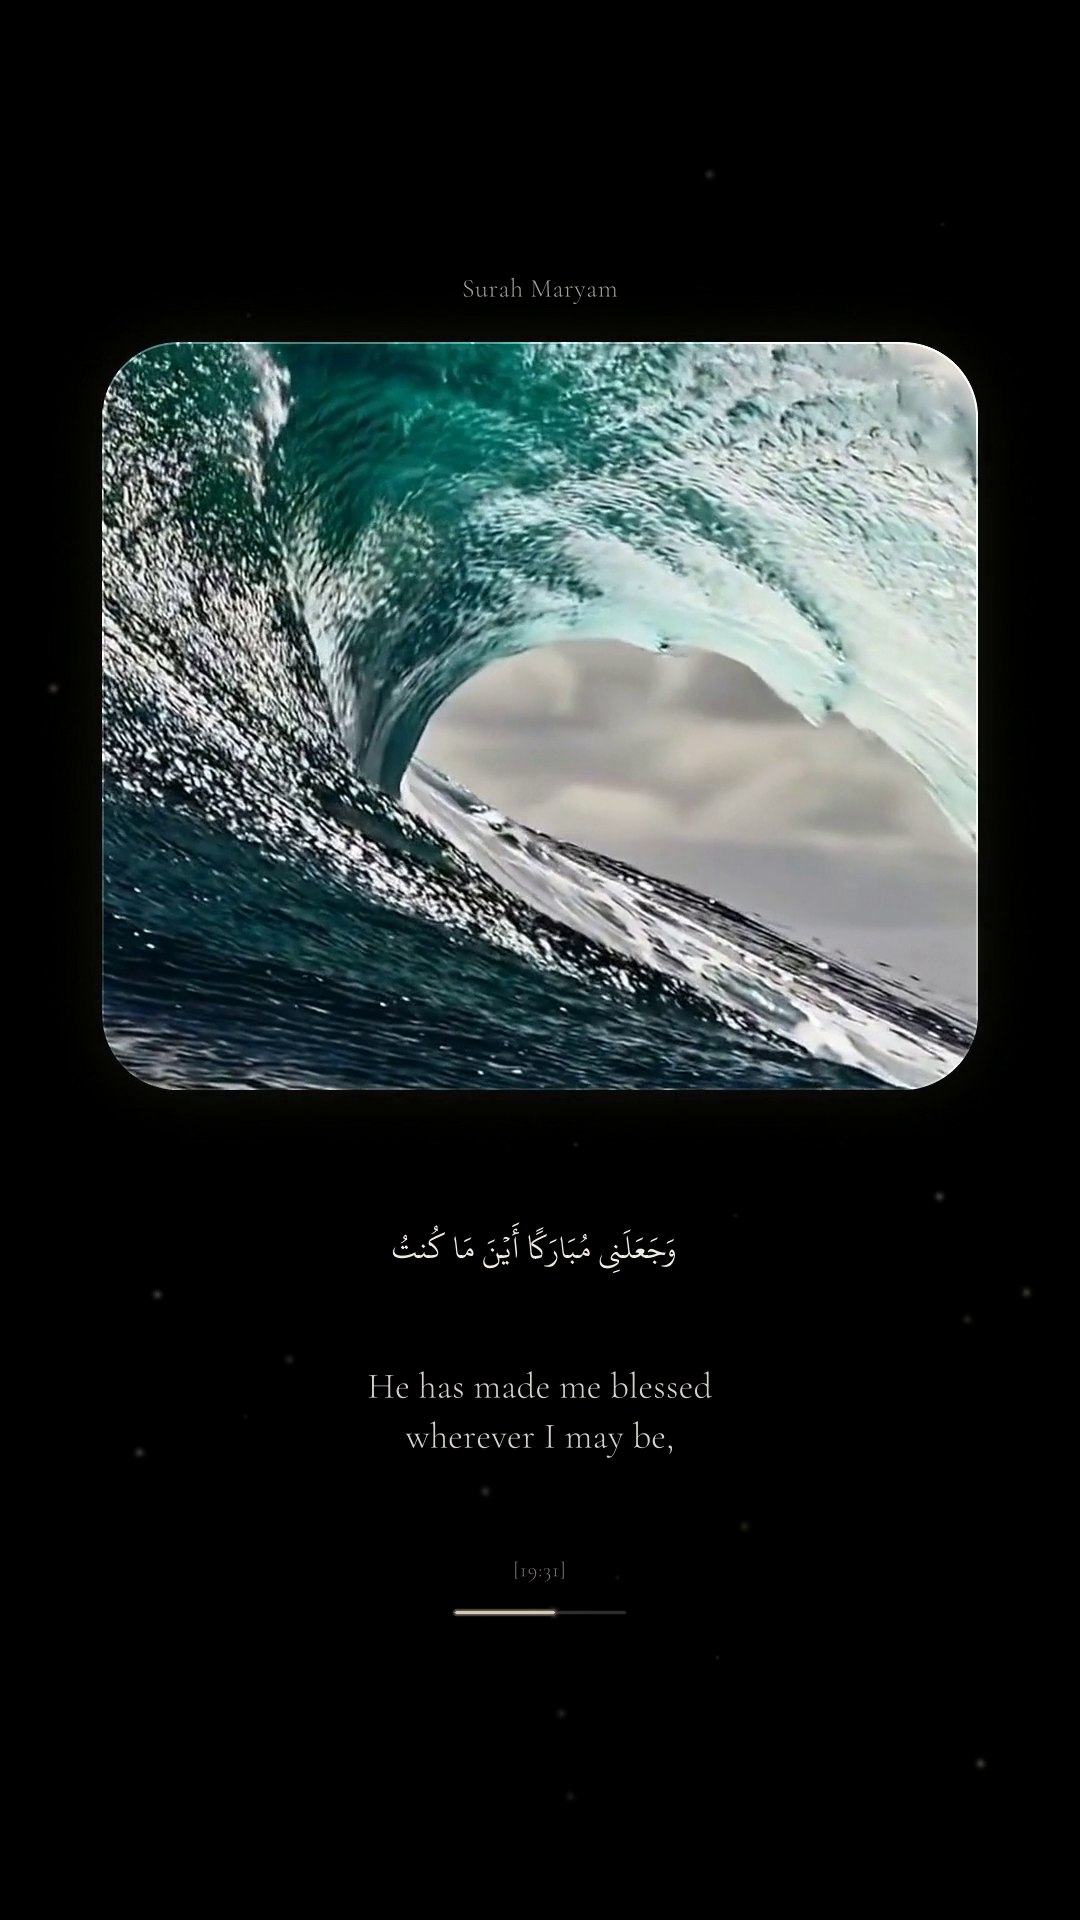 Surah Maryam
وَجَعَلَنِى مُبَارَكًا أَيْنَ مَا كُنتُ
He has made me blessed
wherever I may be,
[19:31]